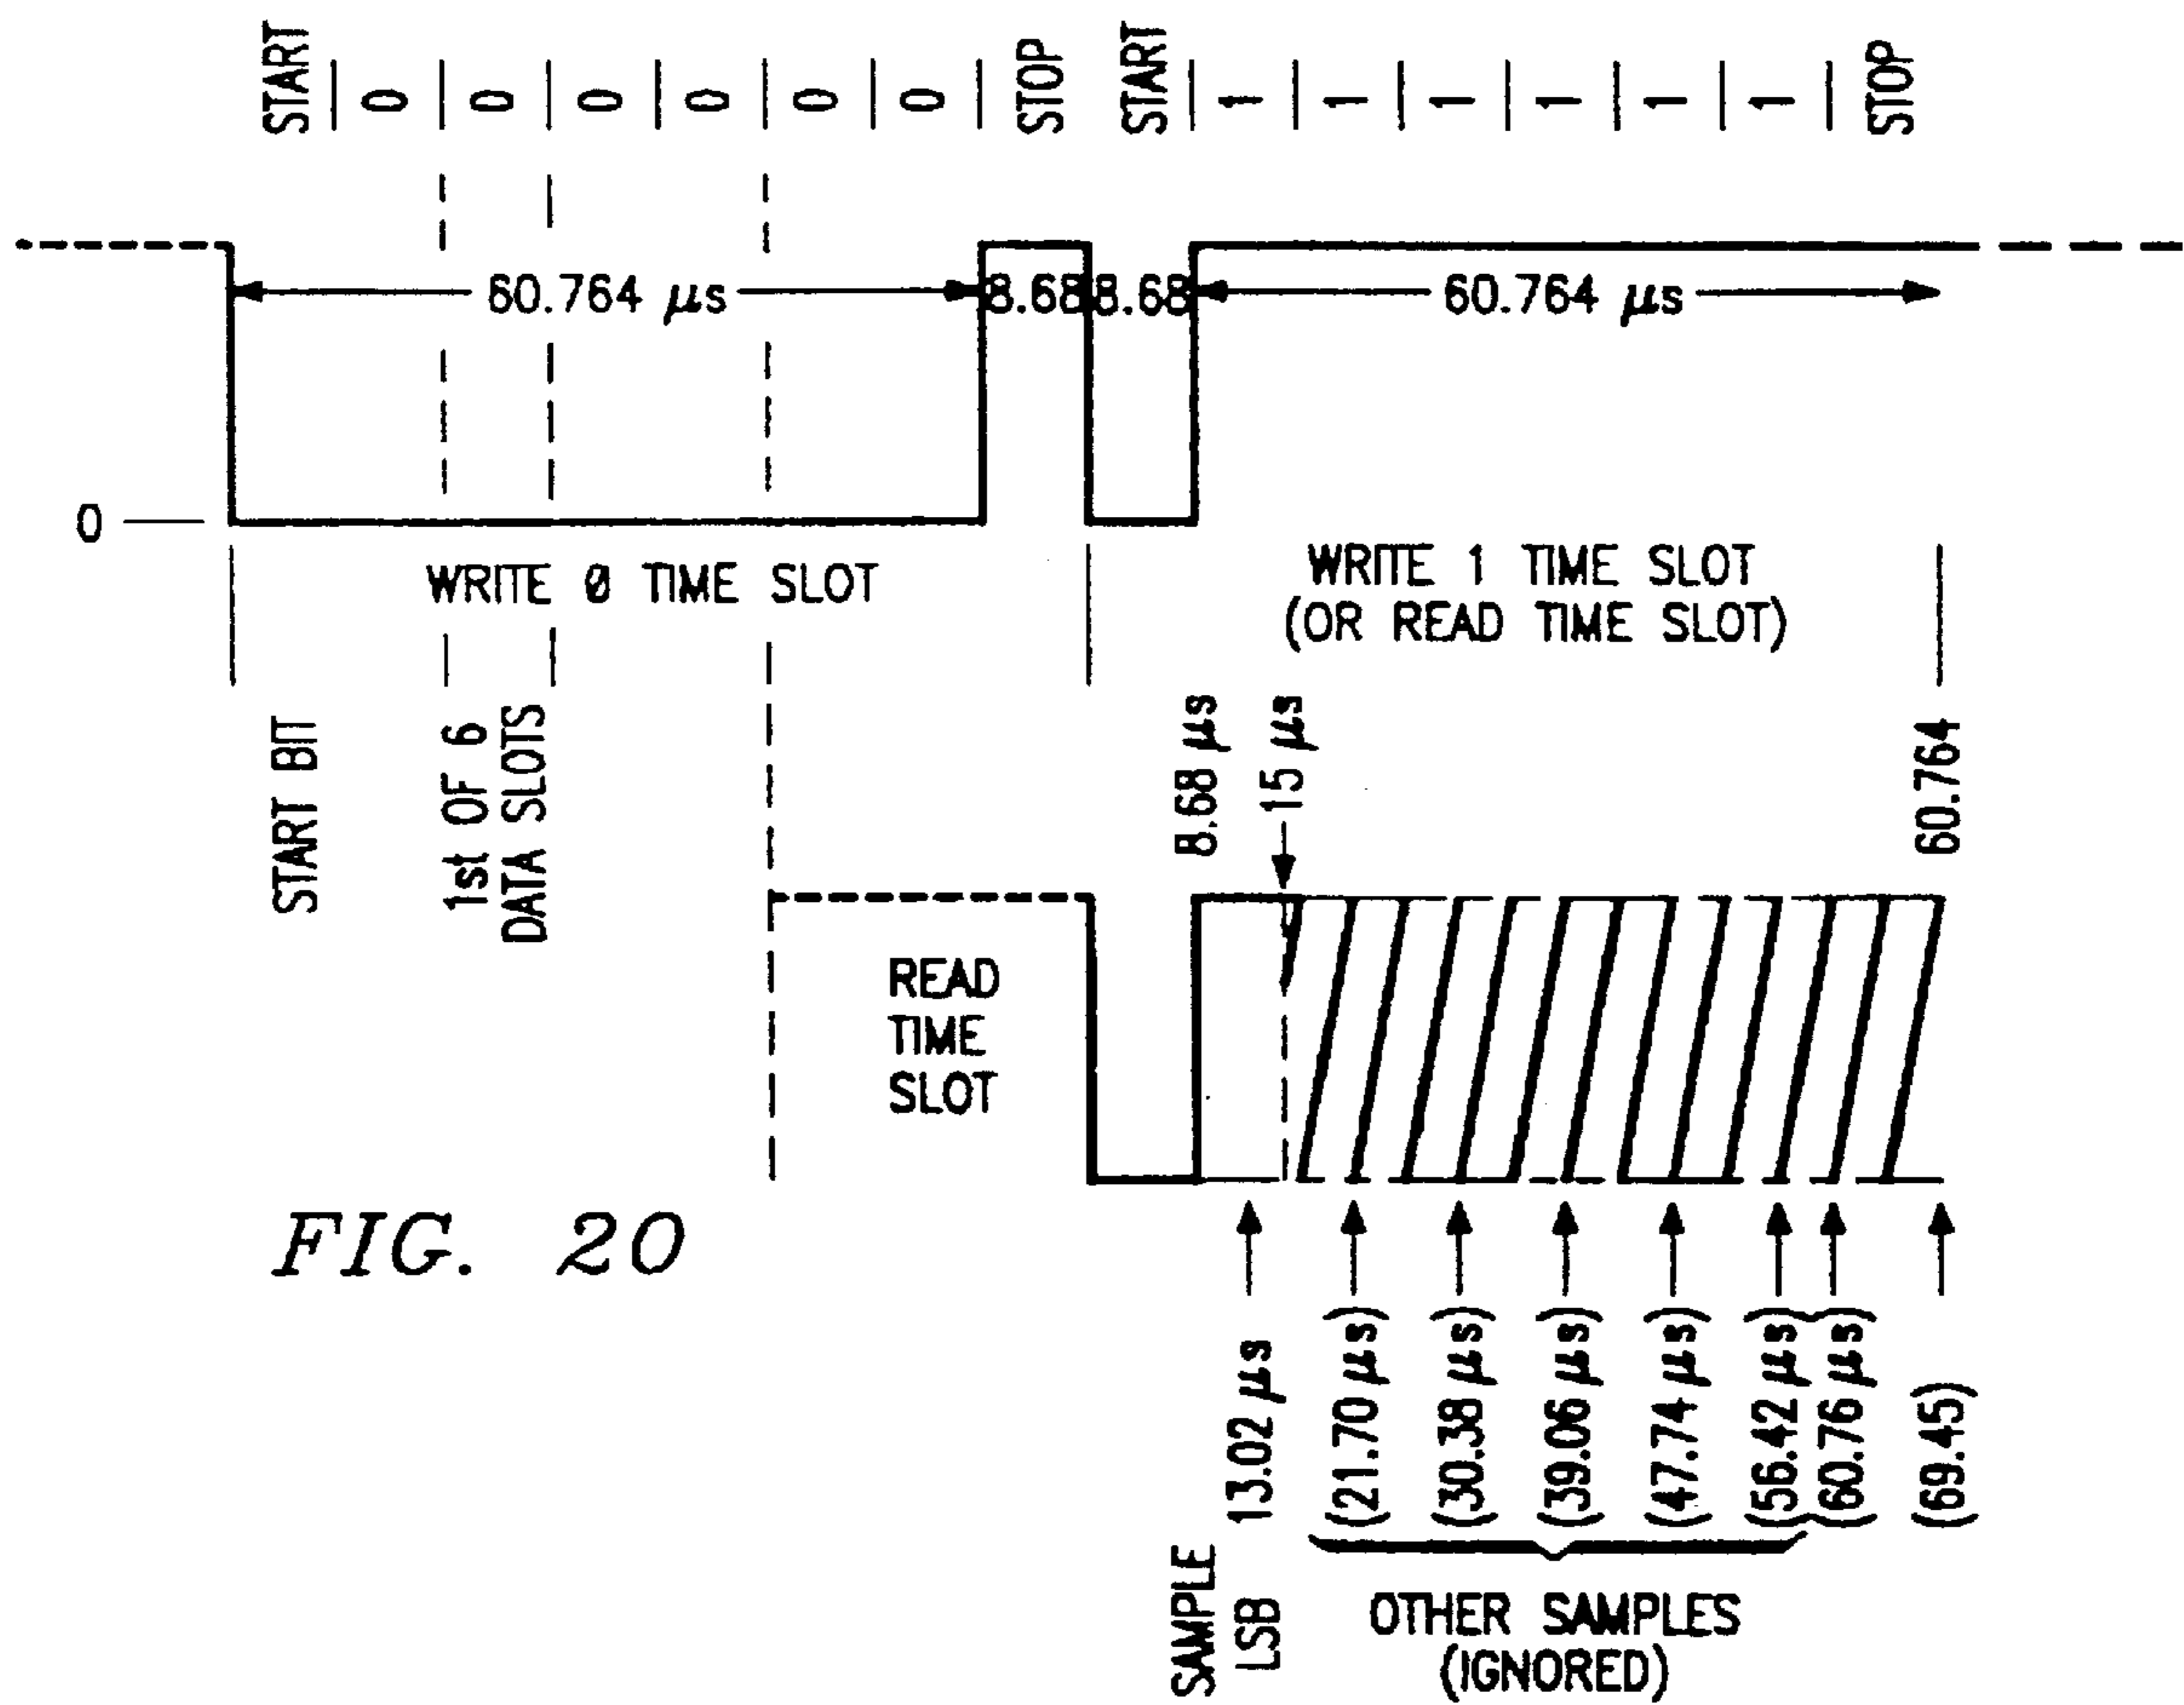 START | 0 | 0 | 0 | 0 | 0 | 0 | STOP START | 1 | 1 | 1 | 1 | 1 | 1 | STOP
60.764 μs 8.68 8.68 60.764 μs
0
WRITE 0 TIME SLOT
WRITE 1 TIME SLOT
(OR READ TIME SLOT)
START BIT
1st OF 6
DATA SLOTS
8.68 μs
15 μs
60.764
READ
TIME
SLOT
FIG. 20
SAMPLE
LSB
13.02 μs
(21.70 μs)
(30.38 μs)
(39.06 μs)
(47.74 μs)
(56.42 μs)
(60.76 μs)
(69.45)
OTHER SAMPLES
(IGNORED)